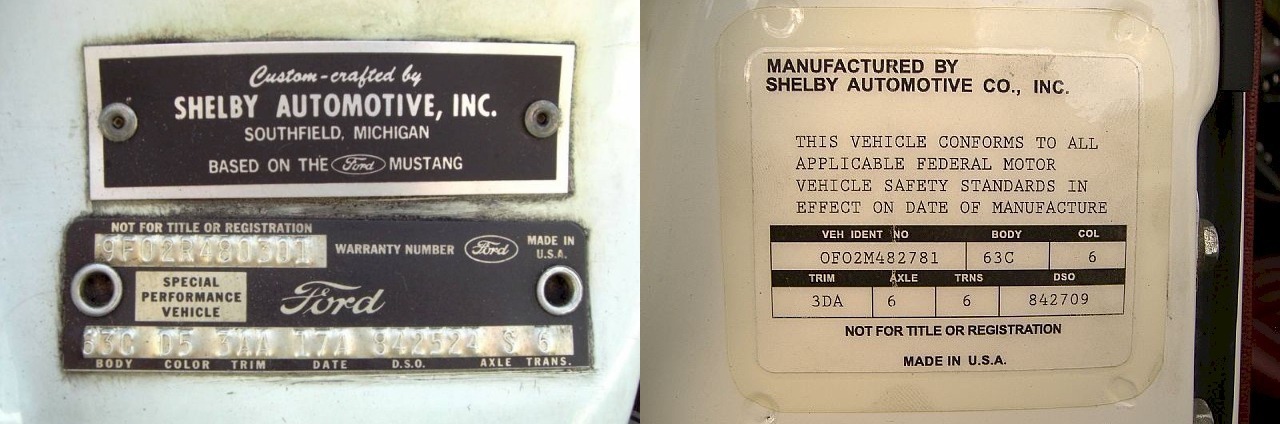 Custom-crafted by
SHELBY AUTOMOTIVE, INC.
SOUTHFIELD, MICHIGAN
BASED ON THE Ford MUSTANG
NOT FOR TITLE OR REGISTRATION
9F02R480301
WARRANTY NUMBER
Ford
MADE IN
U.S.A.
SPECIAL
PERFORMANCE
VEHICLE
Ford
63C D5 3AA 17A 842524 S 6
BODY COLOR TRIM DATE D.S.O. AXLE TRANS.
MANUFACTURED BY
SHELBY AUTOMOTIVE CO., INC.
THIS VEHICLE CONFORMS TO ALL
APPLICABLE FEDERAL MOTOR
VEHICLE SAFETY STANDARDS IN
EFFECT ON DATE OF MANUFACTURE
VEH IDENT NO BODY COL
0F02M482781 63C 6
TRIM AXLE TRNS DSO
3DA 6 6 842709
NOT FOR TITLE OR REGISTRATION
MADE IN U.S.A.